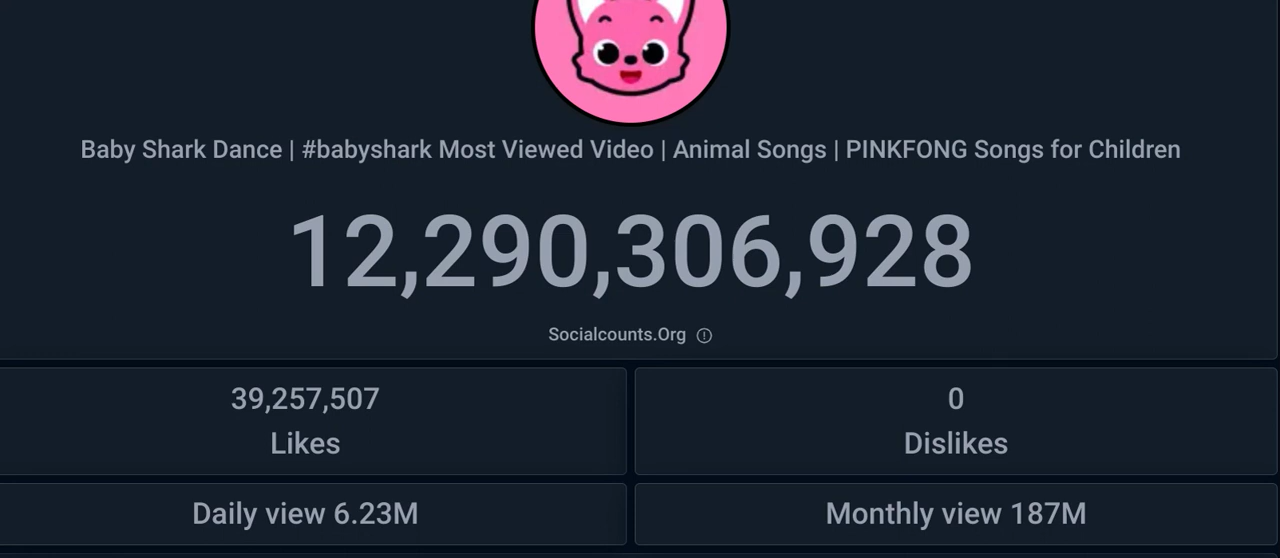 Baby Shark Dance | #babyshark Most Viewed Video | Animal Songs | PINKFONG Songs for Children
12,290,306,928
Socialcounts.Org
39,257,507
Likes
0
Dislikes
Daily view 6.23M
Monthly view 187M